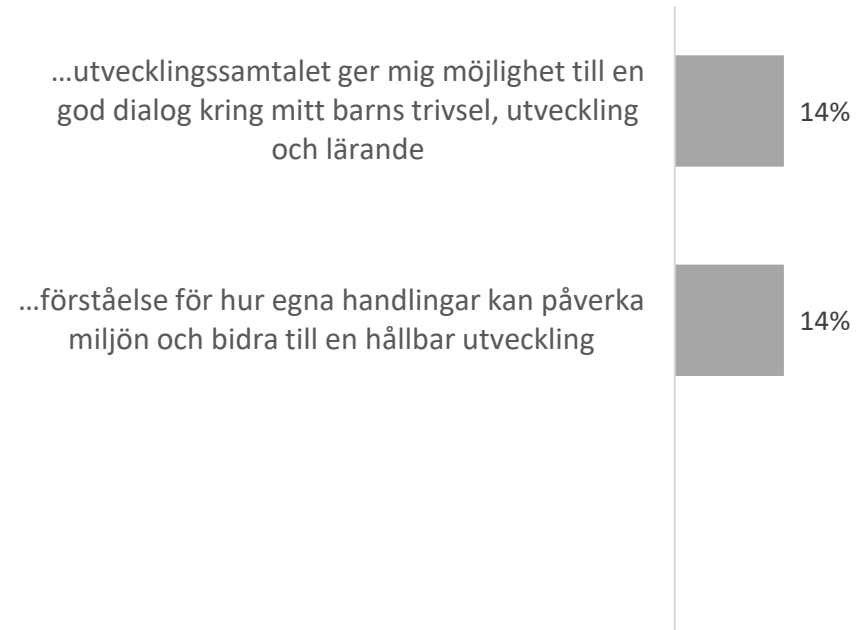 …utvecklingssamtalet ger mig möjlighet till en
god dialog kring mitt barns trivsel, utveckling
och lärande
14%
…förståelse för hur egna handlingar kan påverka
miljön och bidra till en hållbar utveckling
14%